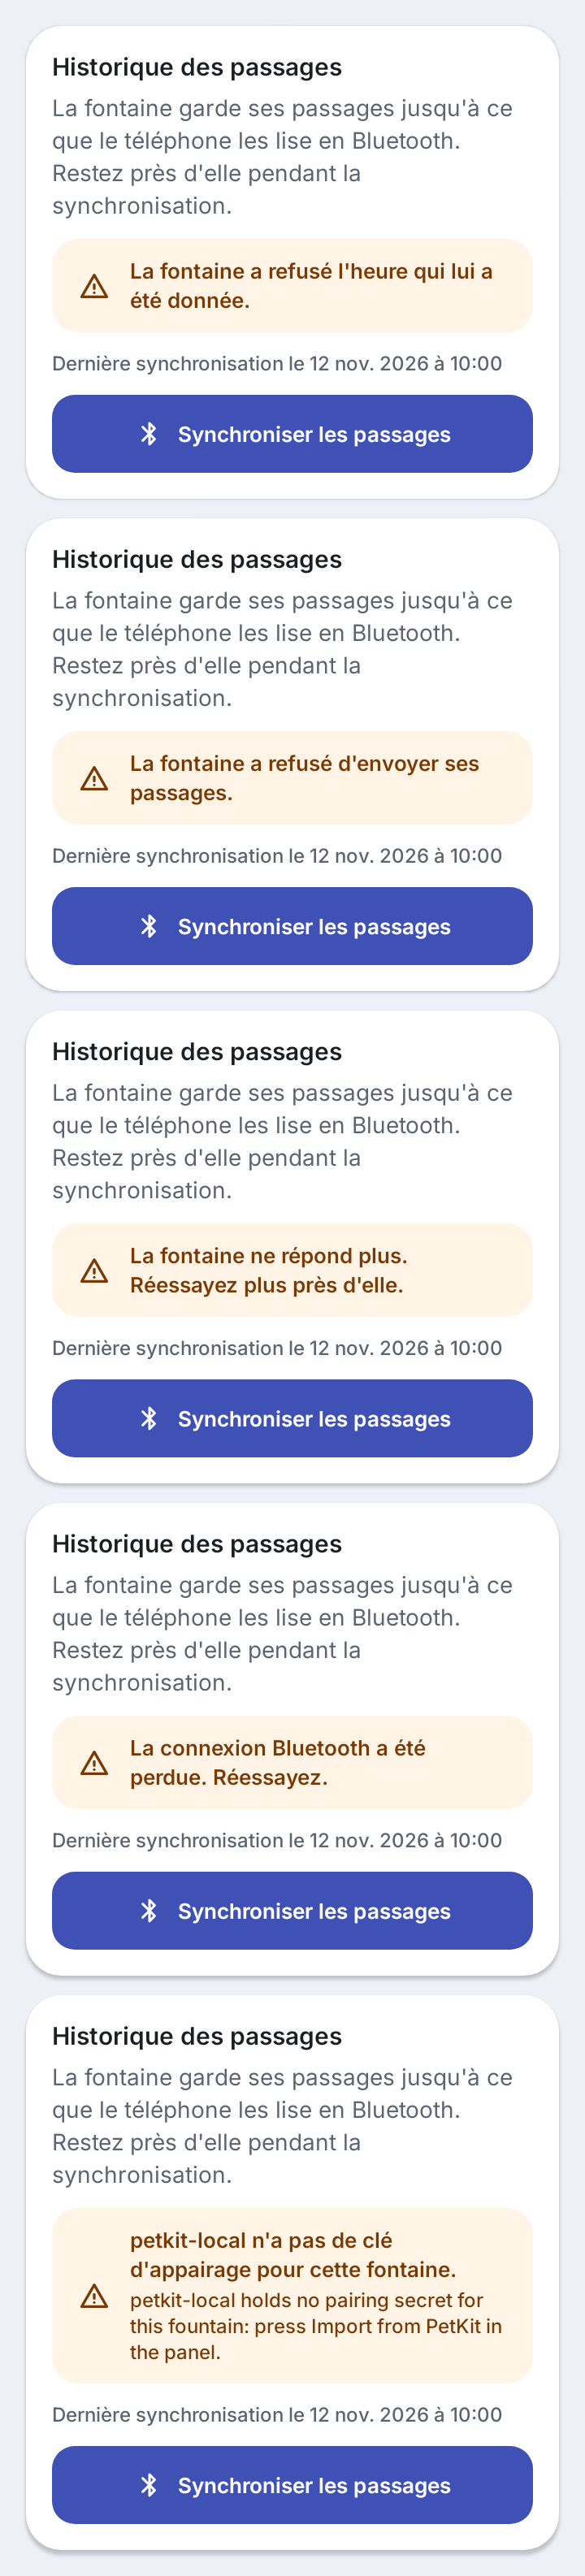 Historique des passages
La fontaine garde ses passages jusqu'à ce
que le téléphone les lise en Bluetooth.
Restez près d'elle pendant la
synchronisation.
La fontaine a refusé l'heure qui lui a
été donnée.
Dernière synchronisation le 12 nov. 2026 à 10:00
Synchroniser les passages
Historique des passages
La fontaine garde ses passages jusqu'à ce
que le téléphone les lise en Bluetooth.
Restez près d'elle pendant la
synchronisation.
La fontaine a refusé d'envoyer ses
passages.
Dernière synchronisation le 12 nov. 2026 à 10:00
Synchroniser les passages
Historique des passages
La fontaine garde ses passages jusqu'à ce
que le téléphone les lise en Bluetooth.
Restez près d'elle pendant la
synchronisation.
La fontaine ne répond plus.
Réessayez plus près d'elle.
Dernière synchronisation le 12 nov. 2026 à 10:00
Synchroniser les passages
Historique des passages
La fontaine garde ses passages jusqu'à ce
que le téléphone les lise en Bluetooth.
Restez près d'elle pendant la
synchronisation.
La connexion Bluetooth a été
perdue. Réessayez.
Dernière synchronisation le 12 nov. 2026 à 10:00
Synchroniser les passages
Historique des passages
La fontaine garde ses passages jusqu'à ce
que le téléphone les lise en Bluetooth.
Restez près d'elle pendant la
synchronisation.
petkit-local n'a pas de clé
d'appairage pour cette fontaine.
petkit-local holds no pairing secret for
this fountain: press Import from PetKit in
the panel.
Dernière synchronisation le 12 nov. 2026 à 10:00
Synchroniser les passages